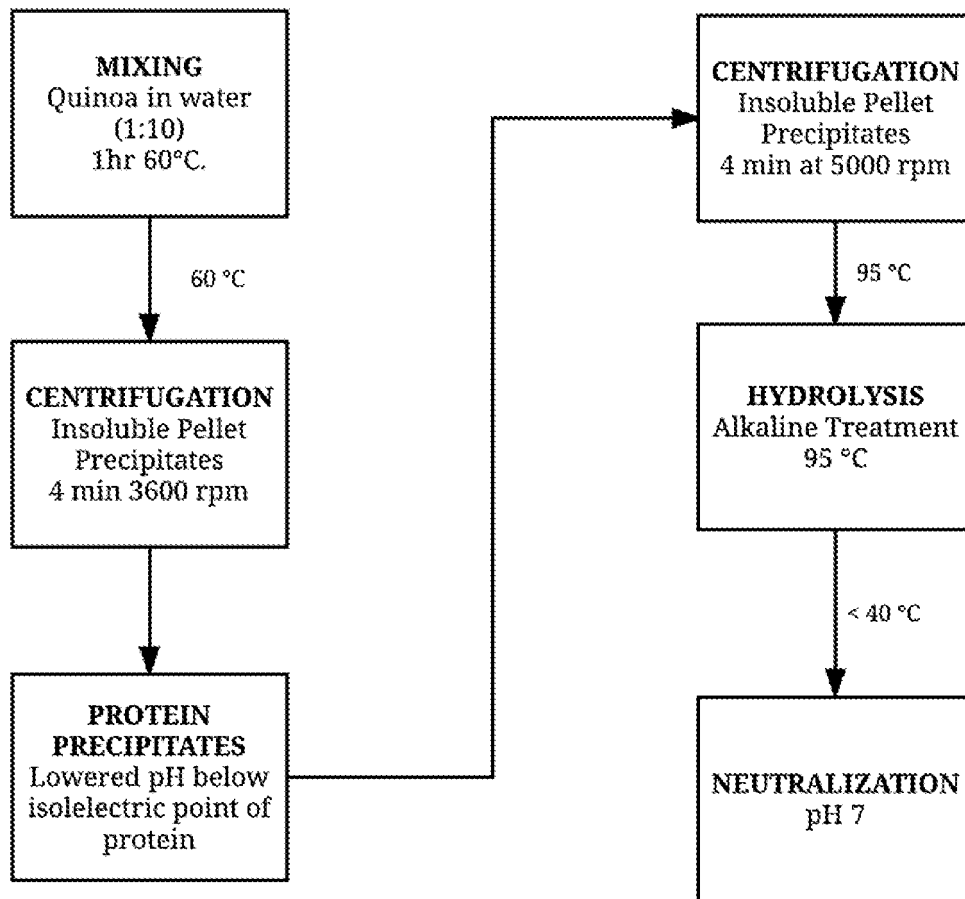 MIXING
Quinoa in water
(1:10)
1hr 60°C.
60 °C
CENTRIFUGATION
Insoluble Pellet
Precipitates
4 min 3600 rpm
PROTEIN
PRECIPITATES
Lowered pH below
isolelectric point of
protein
CENTRIFUGATION
Insoluble Pellet
Precipitates
4 min at 5000 rpm
95 °C
HYDROLYSIS
Alkaline Treatment
95 °C
< 40 °C
NEUTRALIZATION
pH 7